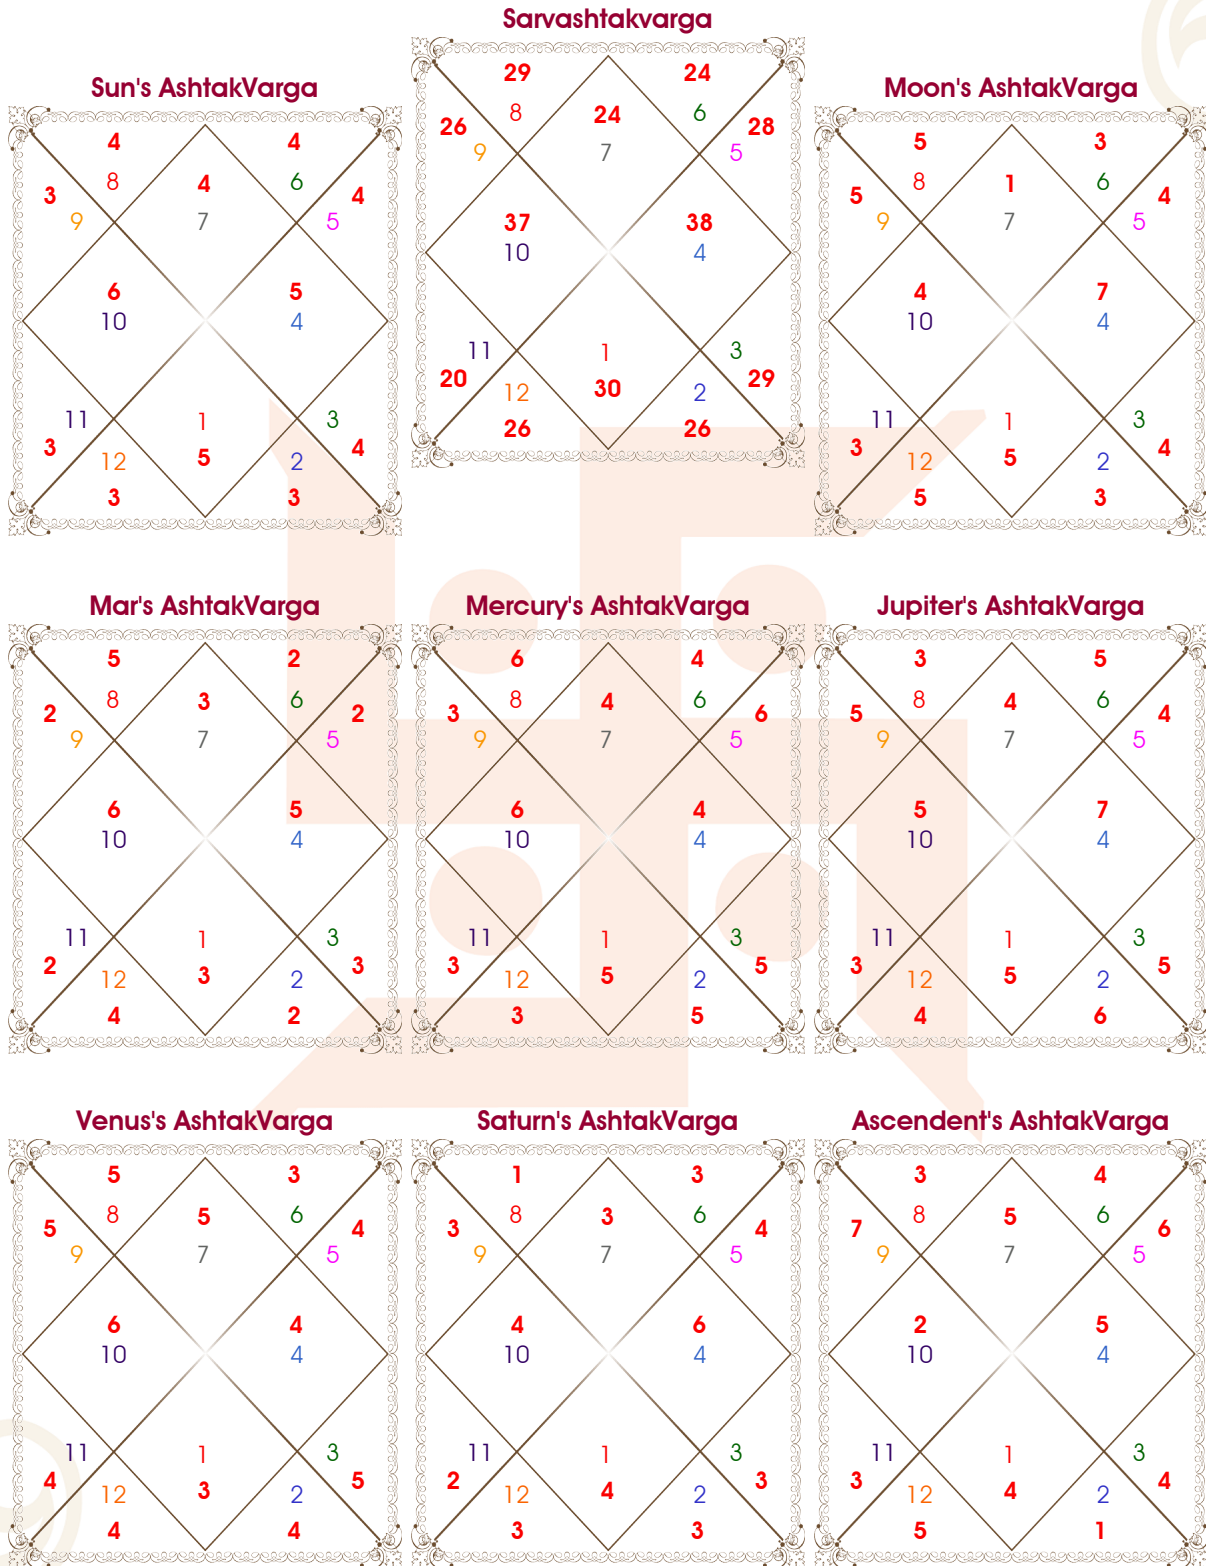 Sarvashtakvarga
29 24
26 8 24 6 28
9 7 5
37 38
10 4
11 1 3
20 12 30 2 29
26 26
Sun's AshtakVarga
4 4
3 8 4 6 4
9 7 5
6 5
10 4
11 1 3
3 12 5 2 4
3 3
Moon's AshtakVarga
5 3
5 8 1 6 4
9 7 5
4 7
10 4
11 1 3
3 12 5 2 4
5 3
Mar's AshtakVarga
5 2
2 8 3 6 2
9 7 5
6 5
10 4
11 1 3
2 12 3 2 3
4 2
Mercury's AshtakVarga
6 4
3 8 4 6 6
9 7 5
6 4
10 4
11 1 3
3 12 5 2 5
3 5
Jupiter's AshtakVarga
3 5
5 8 4 6 4
9 7 5
5 7
10 4
11 1 3
3 12 5 2 5
4 6
Venus's AshtakVarga
5 3
5 8 5 6 4
9 7 5
6 4
10 4
11 1 3
4 12 3 2 5
4 4
Saturn's AshtakVarga
1 3
3 8 3 6 4
9 7 5
4 6
10 4
11 1 3
2 12 4 2 3
3 3
Ascendent's AshtakVarga
3 4
7 8 5 6 6
9 7 5
2 5
10 4
11 1 3
3 12 4 2 4
5 1